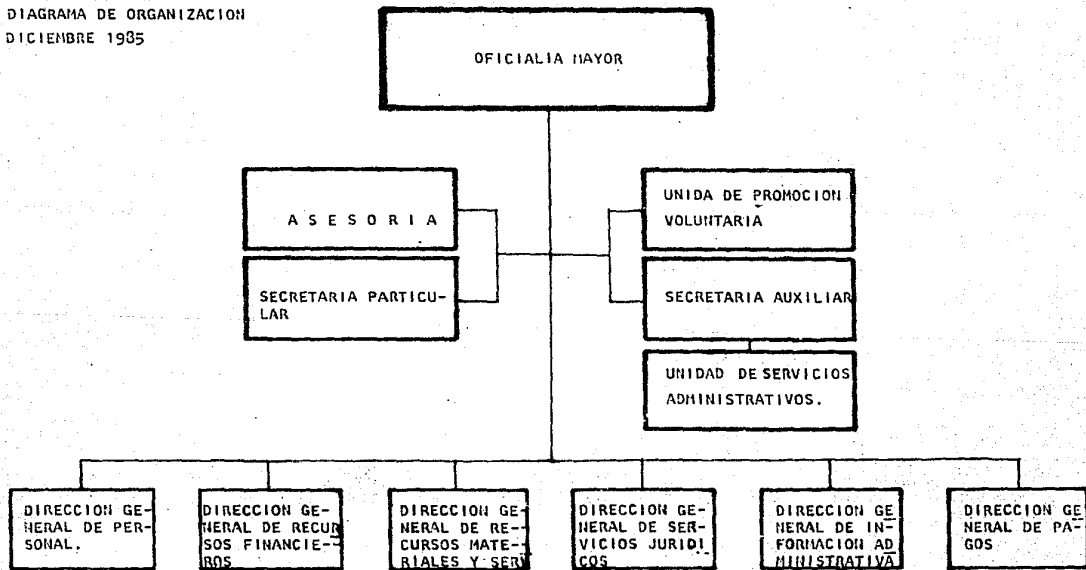 DIAGRAMA DE ORGANIZACION
DICIEMBRE 1985
OFICIALIA MAYOR
A S E S O R I A
UNIDA DE PROMOCION
VOLUNTARIA
SECRETARIA PARTICU-
LAR
SECRETARIA AUXILIAR
UNIDAD DE SERVICIOS
ADMINISTRATIVOS.
DIRECCION GE-
NERAL DE PER-
SONAL.
DIRECCION GE-
NERAL DE RECUR
SOS FINANCIE--
ROS
DIRECCION GE-
NERAL DE RE--
CURSOS MATE--
RIALES Y SERV
DIRECCION GE-
NERAL DE SER-
VICIOS JURIDI
COS
DIRECCION GE
NERAL DE IN-
FORMACION AD
MINISTRATIVA
DIRECCION GE
NERAL DE PA-
GOS